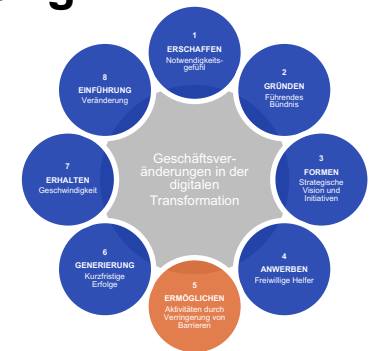 1
ERSCHAFFEN
Notwendigkeits-
gefühl
2
GRÜNDEN
Führendes
Bündnis
3
FORMEN
Strategische
Vision und
Initiativen
4
ANWERBEN
Freiwillige Helfer
5
ERMÖGLICHEN
Aktivitäten durch
Verringerung von
Barrieren
6
GENERIERUNG
Kurzfristige
Erfolge
7
ERHALTEN
Geschwindigkeit
8
EINFÜHRUNG
Veränderung
Geschäftsver-
änderungen in der
digitalen
Transformation